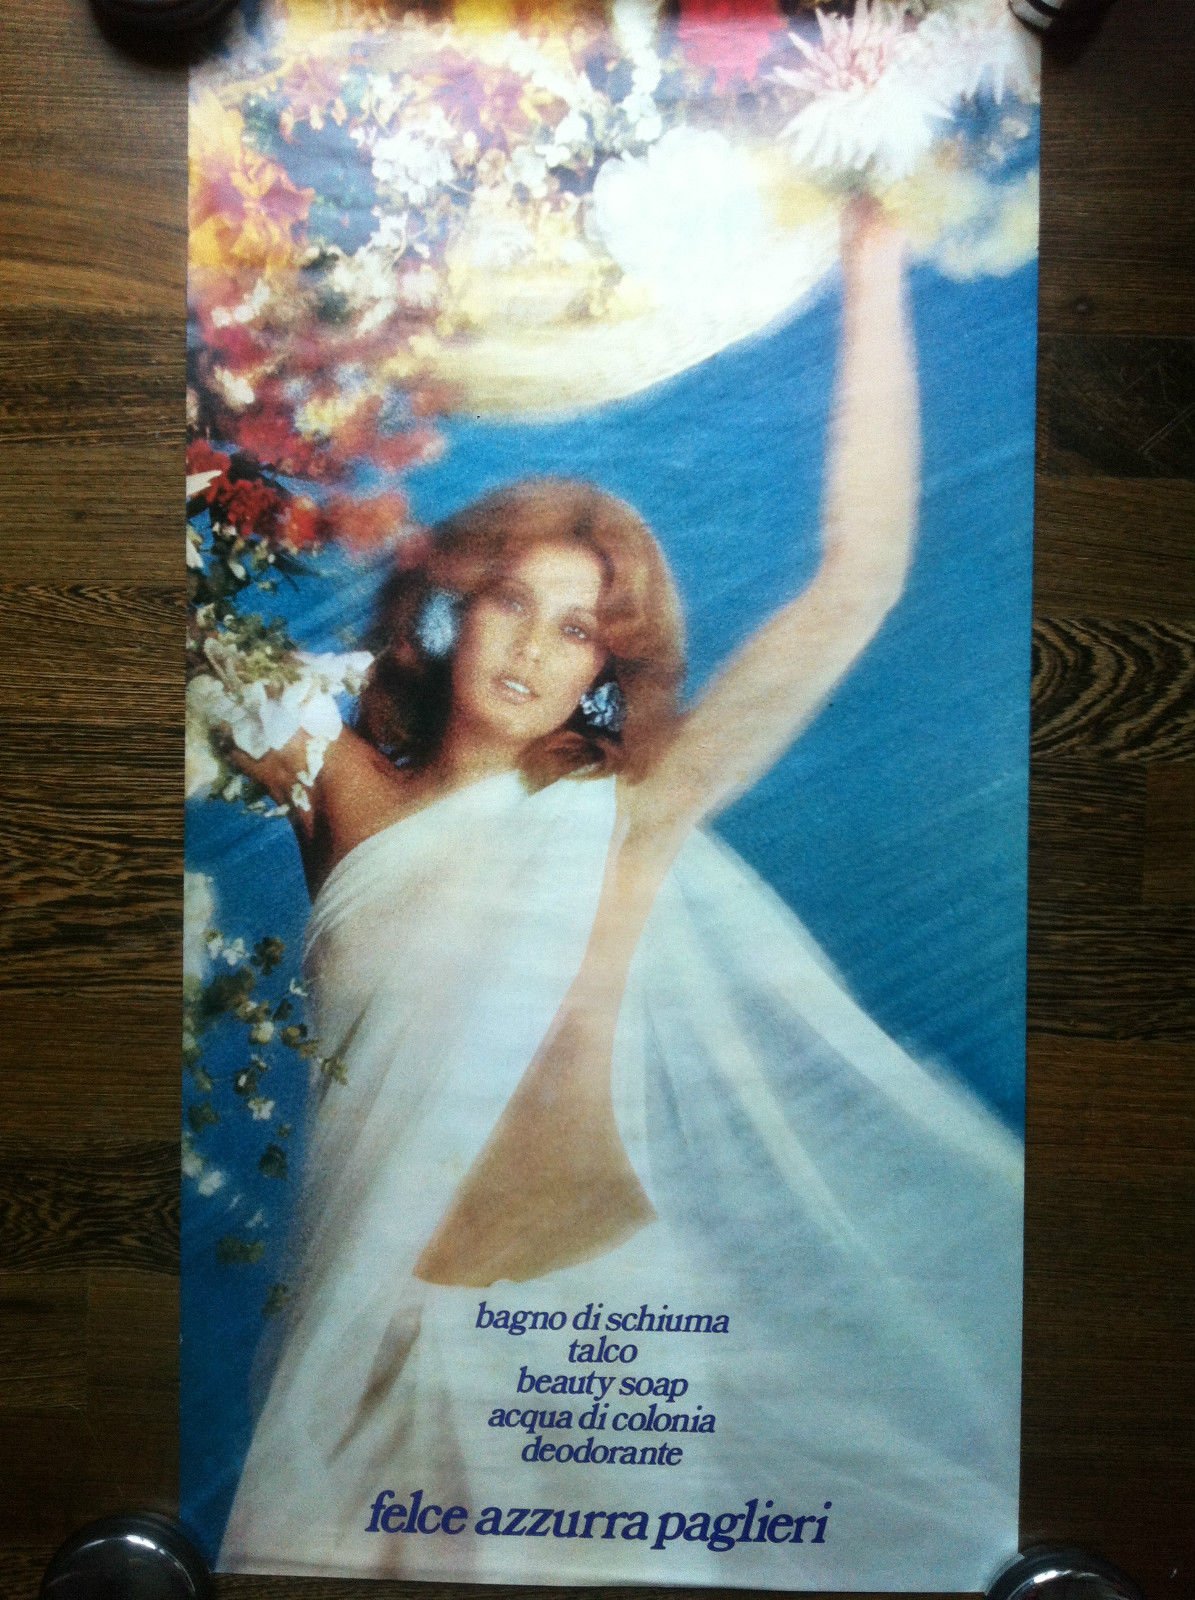 bagno di schiuma
talco
beauty soap
acqua di colonia
deodorante
felce azzurra paglieri